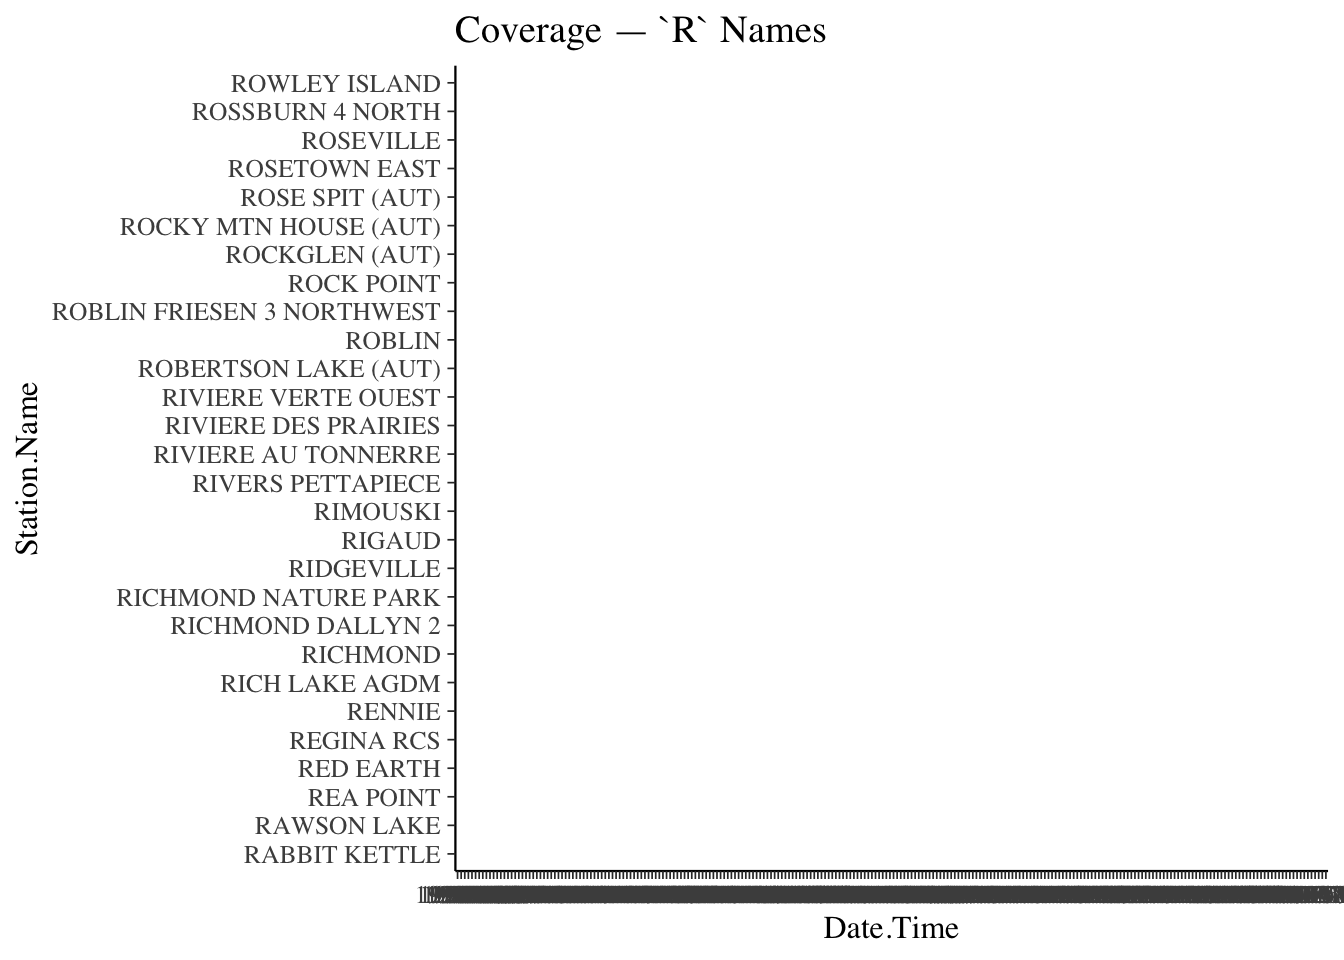 Coverage — `R` Names
ROWLEY ISLAND
ROSSBURN 4 NORTH
ROSEVILLE
ROSETOWN EAST
ROSE SPIT (AUT)
ROCKY MTN HOUSE (AUT)
ROCKGLEN (AUT)
ROCK POINT
ROBLIN FRIESEN 3 NORTHWEST
ROBLIN
ROBERTSON LAKE (AUT)
RIVIERE VERTE OUEST
RIVIERE DES PRAIRIES
RIVIERE AU TONNERRE
RIVERS PETTAPIECE
RIMOUSKI
RIGAUD
RIDGEVILLE
RICHMOND NATURE PARK
RICHMOND DALLYN 2
RICHMOND
RICH LAKE AGDM
RENNIE
REGINA RCS
RED EARTH
REA POINT
RAWSON LAKE
RABBIT KETTLE
Station.Name
Date.Time